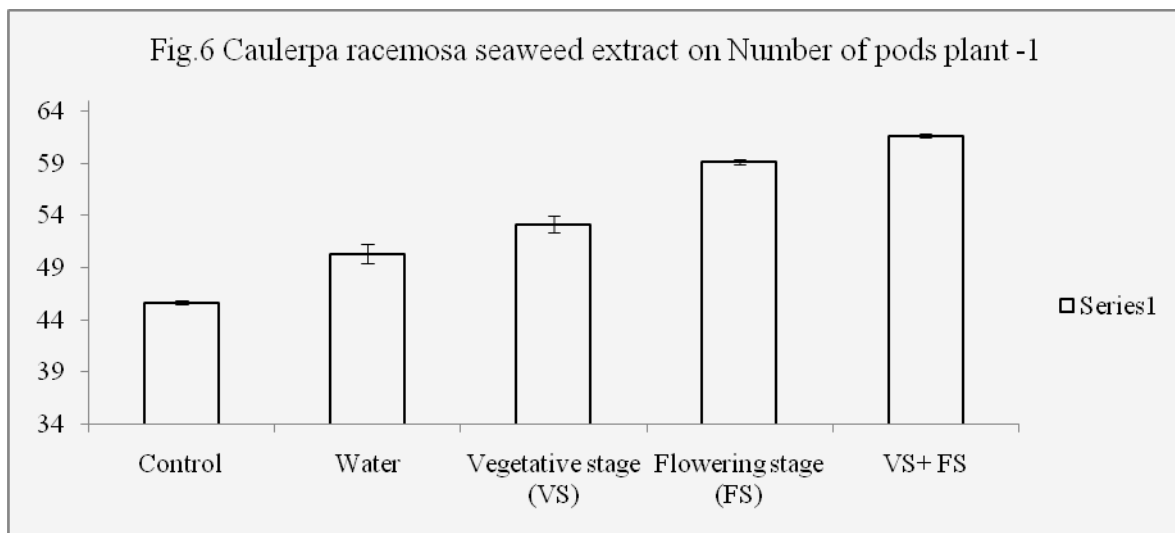 Fig.6 Caulerpa racemosa seaweed extract on Number of pods plant -1
64
59
54
49
44
39
34
Series1
Control
Water
Vegetative stage
(VS)
Flowering stage
(FS)
VS+ FS